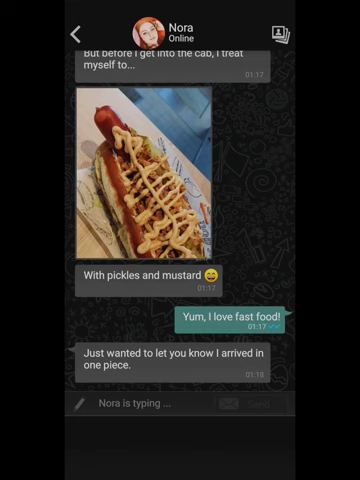 Nora
Online
But before I get into the cab, I treat
myself to...
01:17
With pickles and mustard 😄
01:17
Yum, I love fast food!
01:17
Just wanted to let you know I arrived in
one piece.
01:18
Nora is typing ...
Send